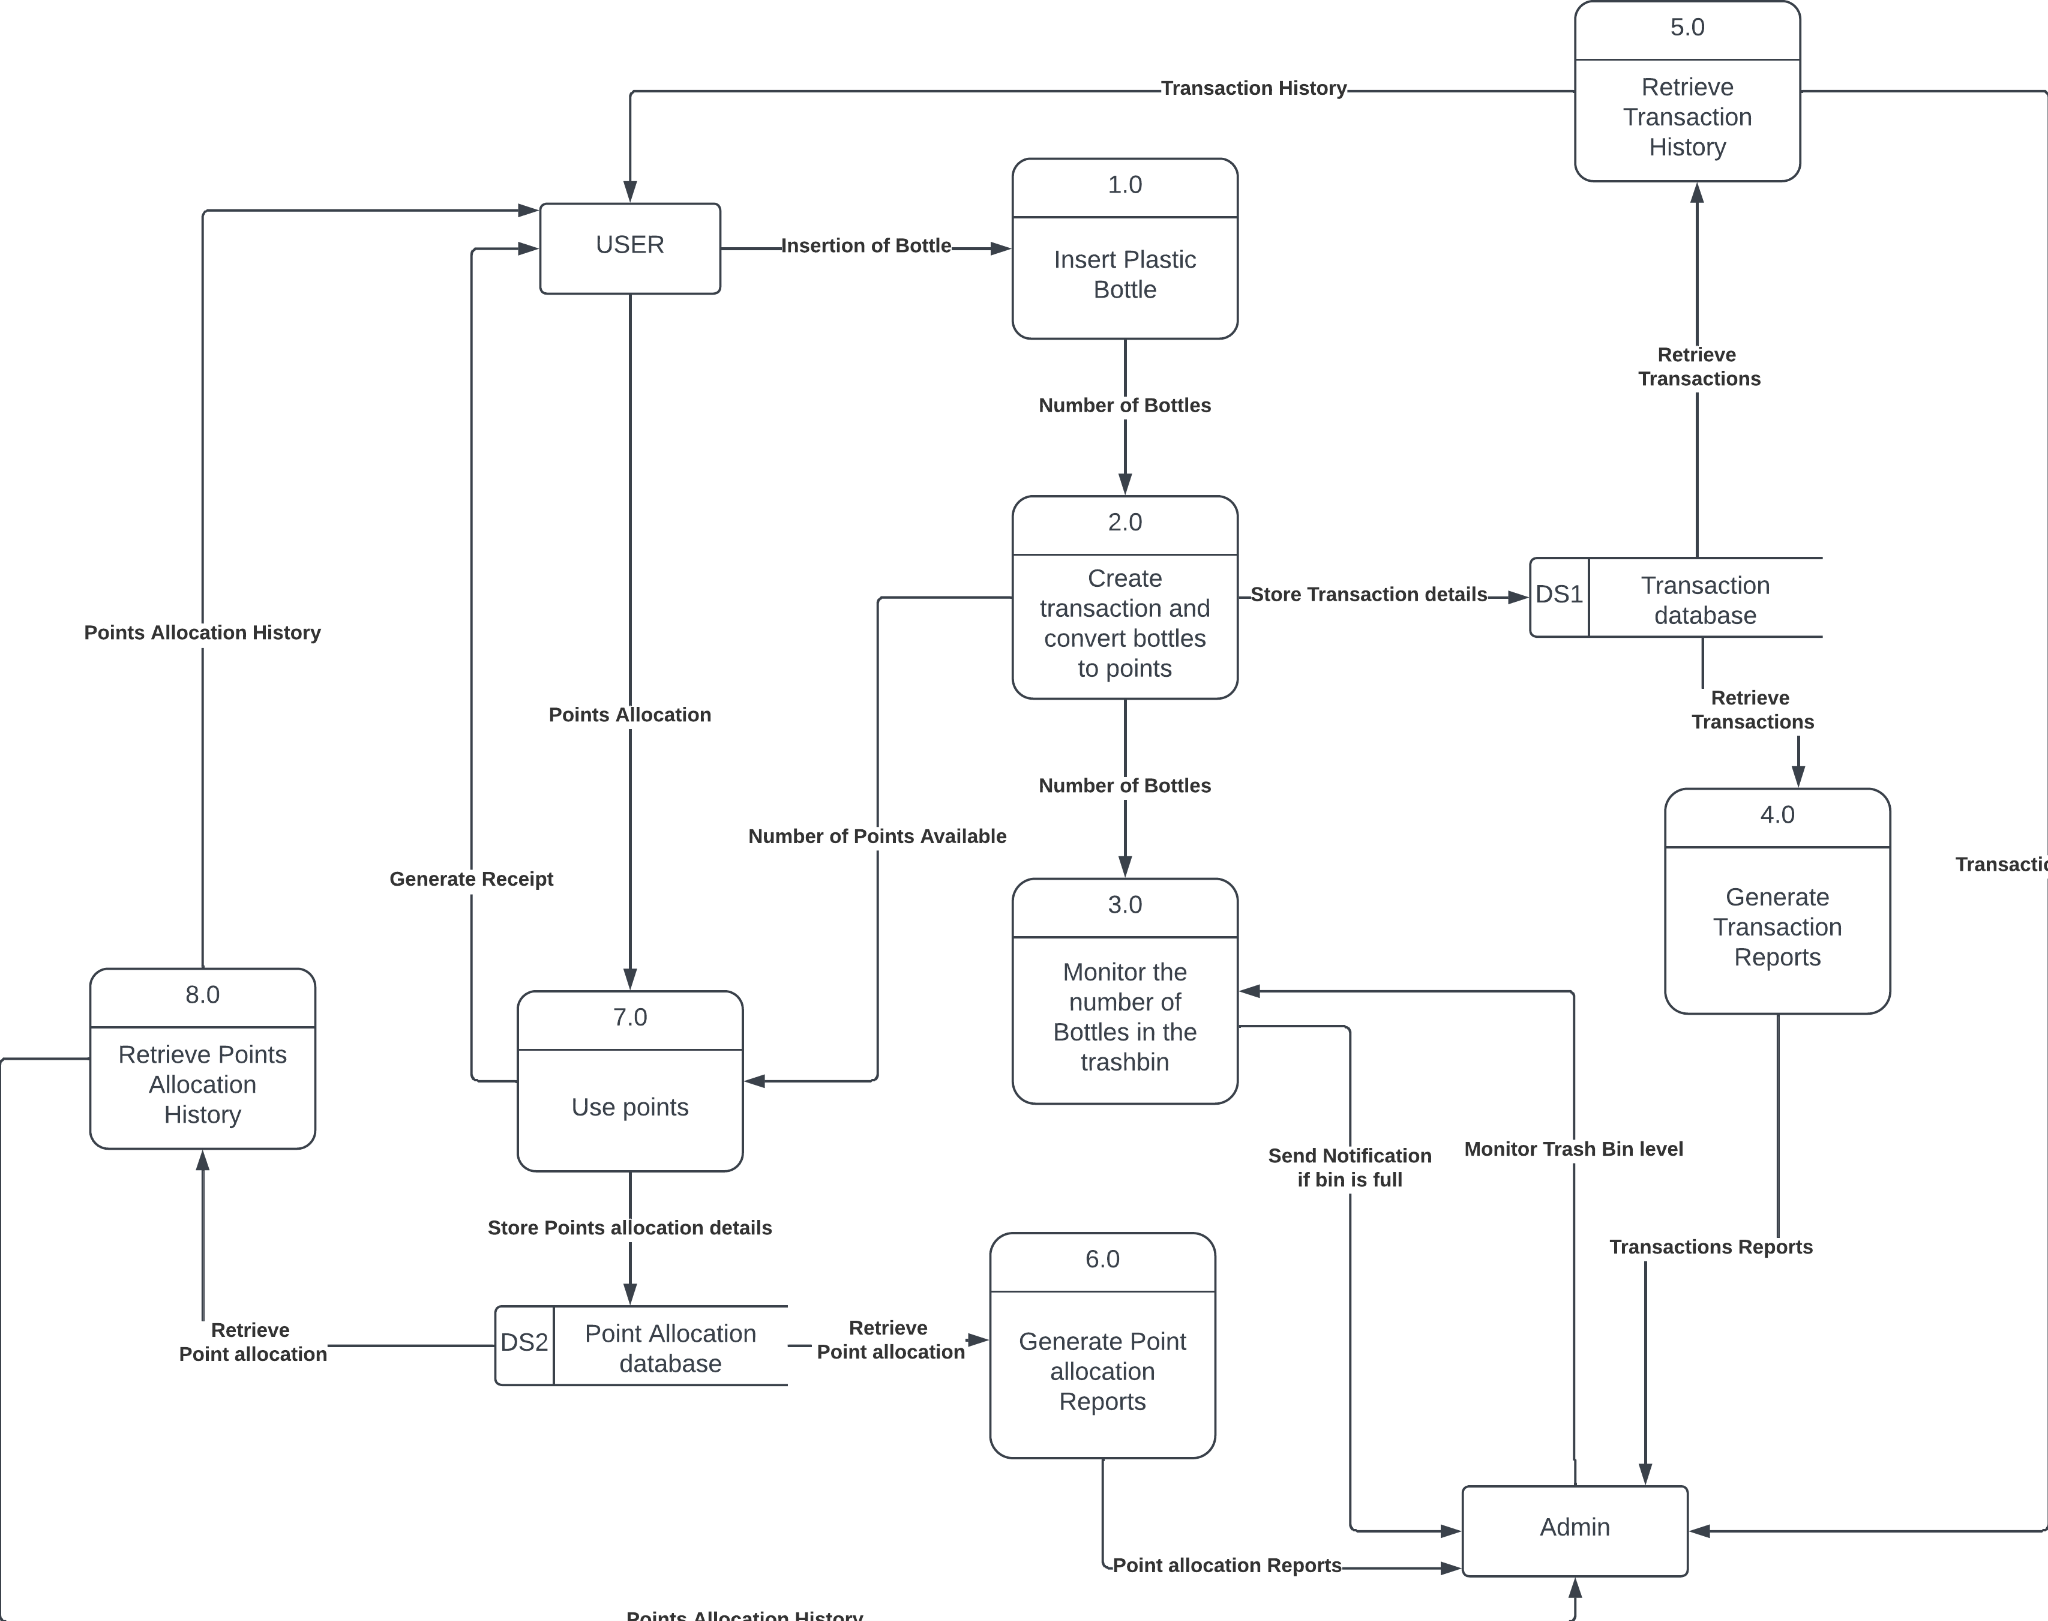 5.0
Retrieve
Transaction
History
Transaction History
1.0
Insert Plastic
Bottle
USER
Insertion of Bottle
Retrieve
Transactions
Number of Bottles
2.0
Create
transaction and
convert bottles
to points
Store Transaction details
DS1
Transaction
database
Points Allocation History
Retrieve
Transactions
Points Allocation
Number of Bottles
4.0
Generate
Transaction
Reports
Number of Points Available
Generate Receipt
3.0
Monitor the
number of
Bottles in the
trashbin
8.0
Retrieve Points
Allocation
History
7.0
Use points
Send Notification
if bin is full
Monitor Trash Bin level
Store Points allocation details
Transactions Reports
6.0
Generate Point
allocation
Reports
Retrieve
Point allocation
DS2
Point Allocation
database
Retrieve
Point allocation
Admin
Point allocation Reports
Points Allocation History